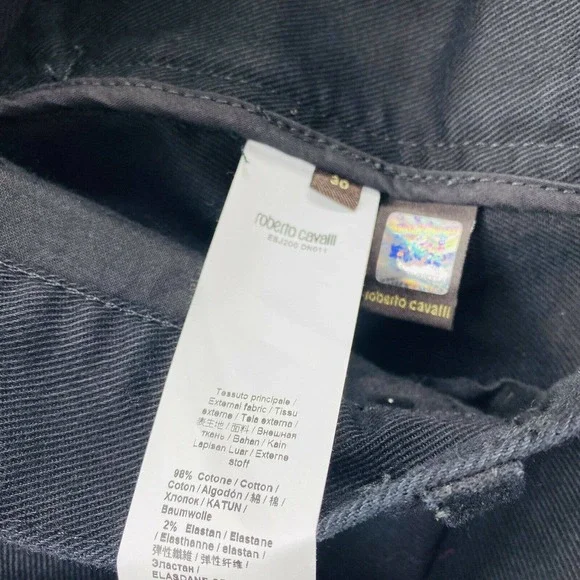 30
roberto cavalli
roberto cavalli
Tessuto principale /
External fabric / Tissu
externe / Tela externa /
表生地 / 面料 / Внешняя
ткань / Bahan / Kain
Lapisan Luar / Externe
stoff
98% Cotone / Cotton /
Coton / Algodón / 綿 / 棉 /
Хлопок / KATUN /
Baumwolle
2% Elastan / Elastane
/ Elasthanne / elastan /
弹性纖維 / 弹性纤维 /
Эластан /